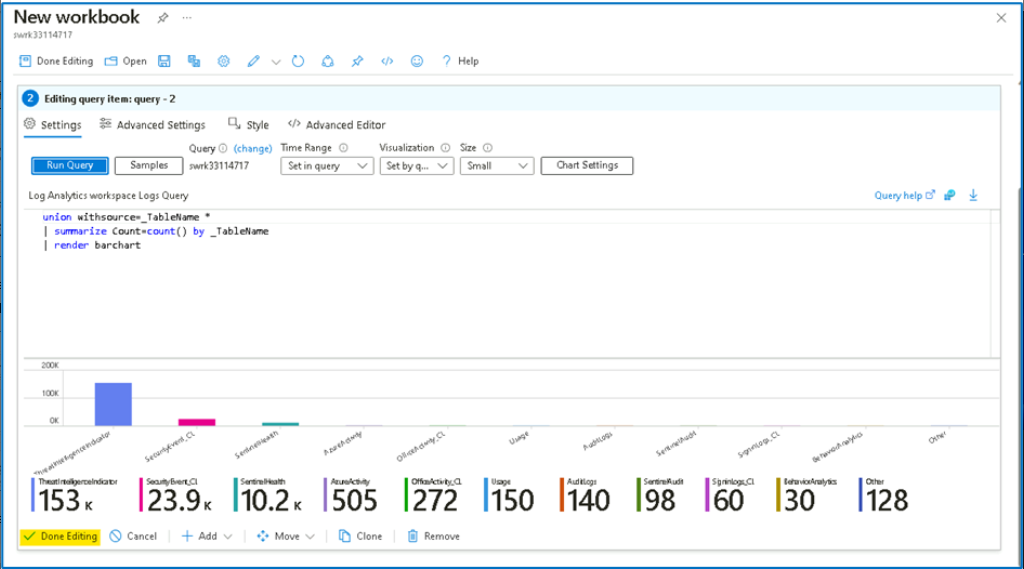 New workbook
swrk33114717
Done Editing Open Help
2 Editing query item: query - 2
Settings Advanced Settings Style Advanced Editor
Query (change) Time Range Visualization Size
Run Query Samples swrk33114717 Set in query Set by q... Small Chart Settings
Log Analytics workspace Logs Query Query help
union withsource=_TableName *
| summarize Count=count() by _TableName
| render barchart
200K
100K
0K
ThreatIntelligenceIndicator SecurityEvent_CL SentinelHealth AzureActivity OfficeActivity_CL Usage AuditLogs SentinelAudit SigninLogs_CL BehaviorAnalytics Other
ThreatIntelligenceIndicator SecurityEvent_CL SentinelHealth AzureActivity OfficeActivity_CL Usage AuditLogs SentinelAudit SigninLogs_CL BehaviorAnalytics Other
153 K 23.9 K 10.2 K 505 272 150 140 98 60 30 128
Done Editing Cancel Add Move Clone Remove